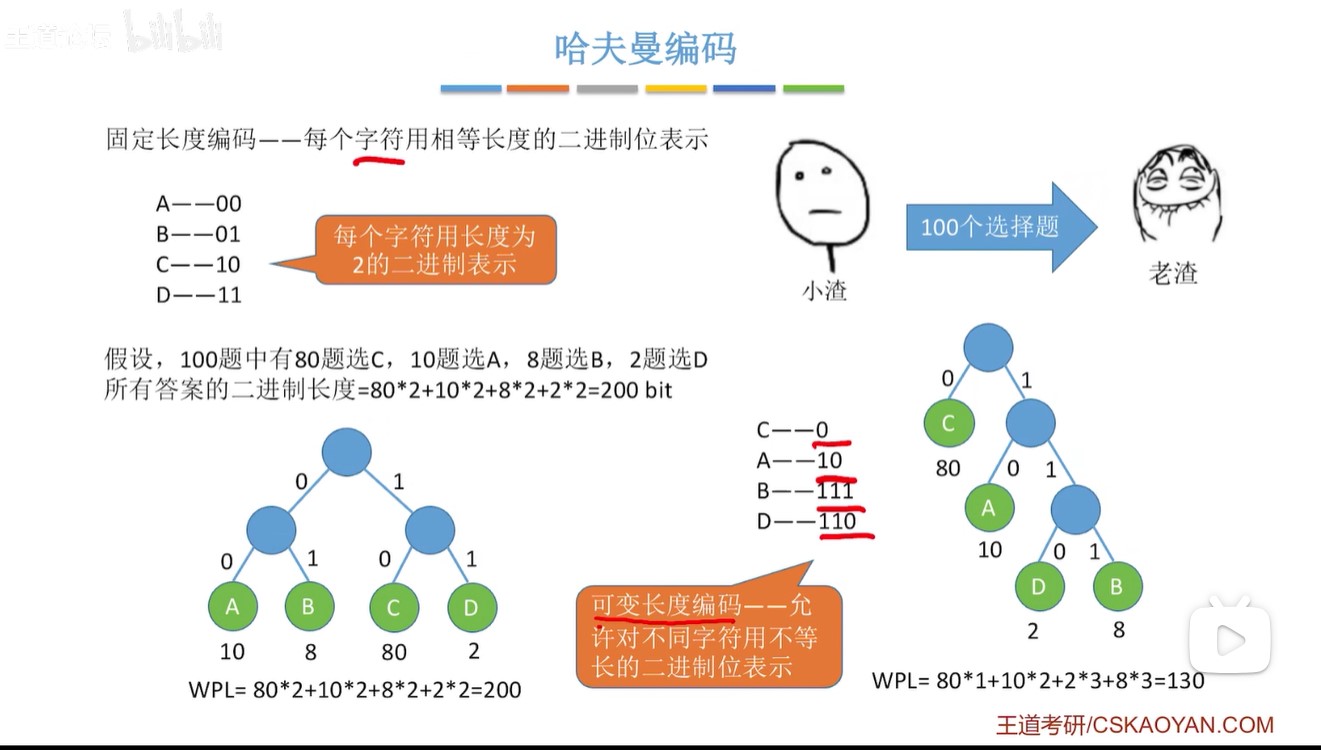 王道论坛 bilibili
哈夫曼编码
固定长度编码——每个字符用相等长度的二进制位表示
A——00
B——01
C——10
D——11
每个字符用长度为
2的二进制表示
100个选择题
小渣
老渣
假设，100题中有80题选C，10题选A，8题选B，2题选D
所有答案的二进制长度=80*2+10*2+8*2+2*2=200 bit
0 1
0 1 0 1
A B C D
10 8 80 2
WPL= 80*2+10*2+8*2+2*2=200
C——0
A——10
B——111
D——110
可变长度编码——允
许对不同字符用不等
长的二进制位表示
0 1
C
80 0 1
A
10 0 1
D B
2 8
WPL= 80*1+10*2+2*3+8*3=130
王道考研/CSKAOYAN.COM